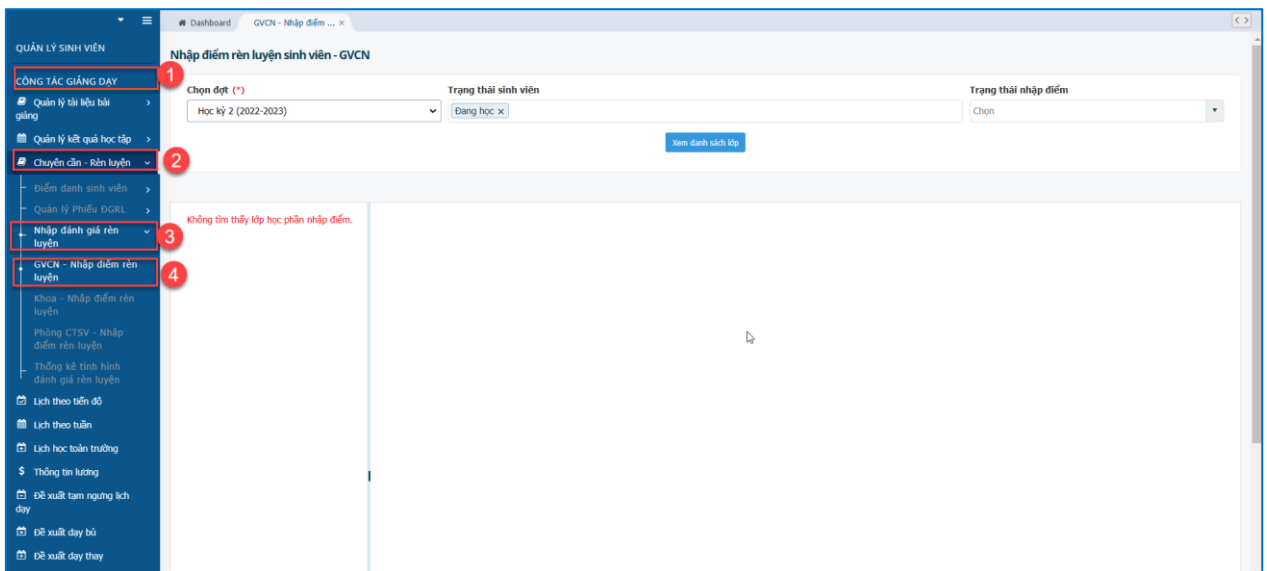 Dashboard
GVCN - Nhập điểm ... ×
QUẢN LÝ SINH VIÊN
CÔNG TÁC GIẢNG DẠY
1
Quản lý tài liệu bài
giảng
Quản lý kết quả học tập
Chuyên cần - Rèn luyện
2
Điểm danh sinh viên
Quản lý Phiếu ĐGRL
Nhập đánh giá rèn
luyện
3
GVCN - Nhập điểm rèn
luyện
4
Khoa - Nhập điểm rèn
luyện
Phòng CTSV - Nhập
điểm rèn luyện
Thống kê tình hình
đánh giá rèn luyện
Lịch theo tiến độ
Lịch theo tuần
Lịch học toàn trường
$ Thông tin lương
Đề xuất tạm ngưng lịch
dạy
Đề xuất dạy bù
Đề xuất dạy thay
Nhập điểm rèn luyện sinh viên - GVCN
Chọn đợt (*)
Trạng thái sinh viên
Trạng thái nhập điểm
Học kỳ 2 (2022-2023)
Đang học ×
Chọn
Xem danh sách lớp
Không tìm thấy lớp học phần nhập điểm.